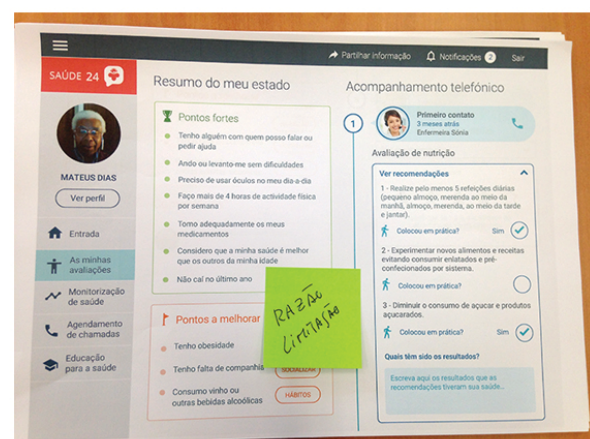 Partilhar informação
Notificações 2
Sair
SAÚDE 24
MATEUS DIAS
Ver perfil
Entrada
As minhas
avaliações
Monitorização
de saúde
Agendamento
de chamadas
Educação
para a saúde
Resumo do meu estado
Pontos fortes
Tenho alguém com quem posso falar ou
pedir ajuda
Ando ou levanto-me sem dificuldades
Preciso de usar óculos no meu dia-a-dia
Faço mais de 4 horas de actividade física
por semana
Tomo adequadamente os meus
medicamentos
Considero que a minha saúde é melhor
que os outros da minha idade
Não caí no último ano
Pontos a melhorar
Tenho obesidade
Tenho falta de companhia
SOCIALIZAR
Consumo vinho ou
outras bebidas alcoólicas
HÁBITOS
RAZÃO
LIMITAÇÃO
Acompanhamento telefónico
1
Primeiro contato
3 meses atrás
Enfermeira Sónia
Avaliação de nutrição
Ver recomendações
1 - Realize pelo menos 5 refeições diárias
(pequeno almoço, merenda ao meio da
manhã, almoço, merenda, ao meio da tarde
e jantar).
Colocou em prática? Sim
2 - Experimentar novos alimentos e receitas
evitando consumir enlatados e pré-
confecionados por sistema.
Colocou em prática?
3 - Diminuir o consumo de açucar e produtos
açucarados.
Colocou em prática? Sim
Quais têm sido os resultados?
Escreva aqui os resultados que as
recomendações tiveram sua saúde..